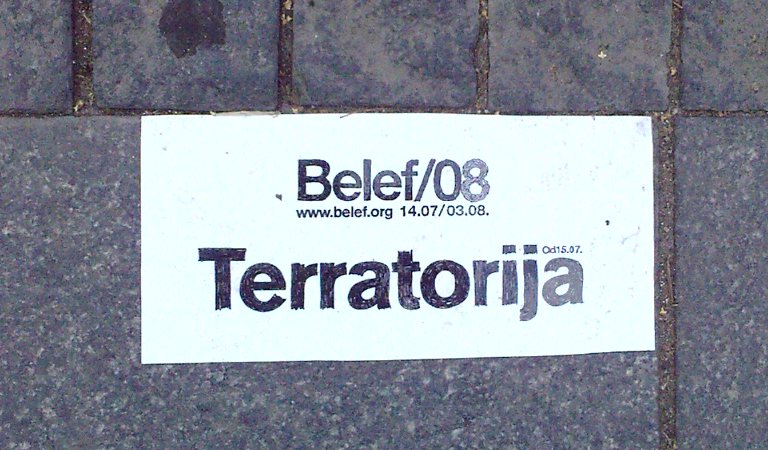 Belef/08
www.belef.org 14.07/03.08.
Od15.07.
Terratorija